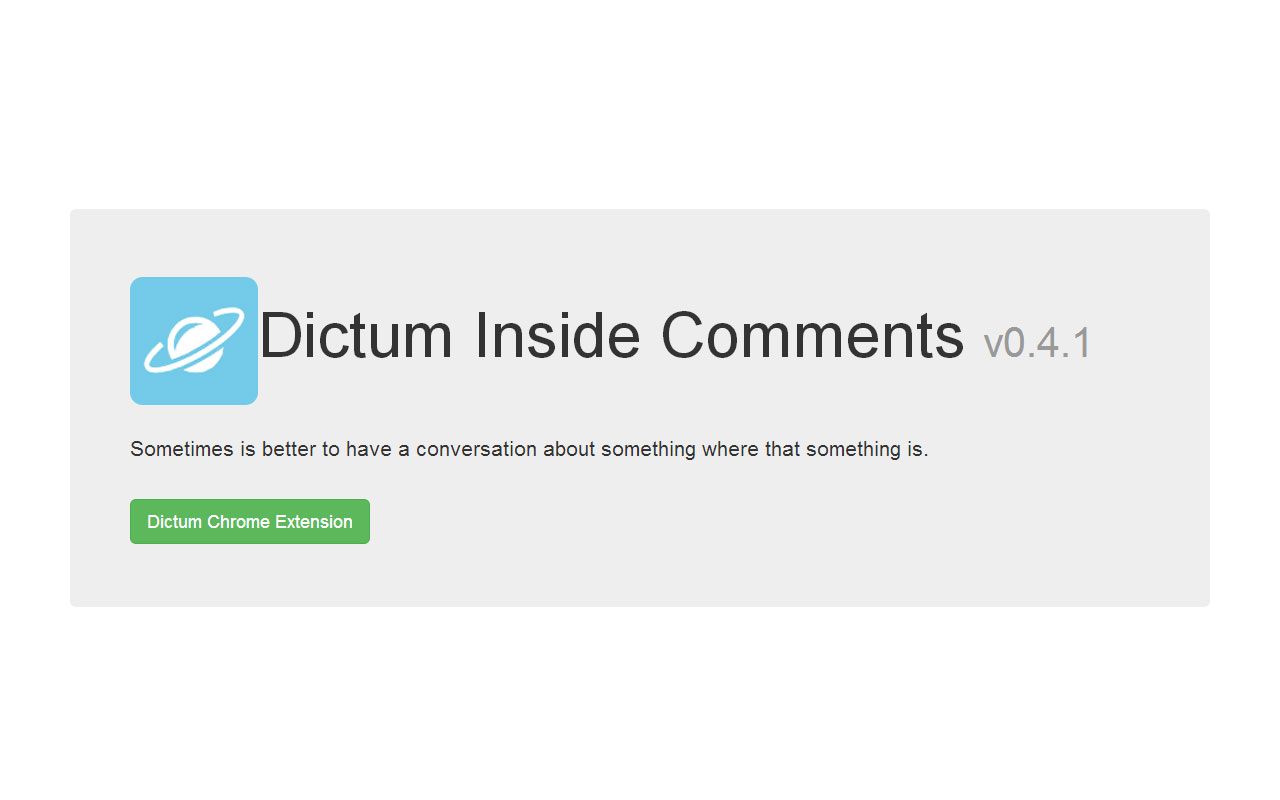 Dictum Inside Comments v0.4.1
Sometimes is better to have a conversation about something where that something is.
Dictum Chrome Extension